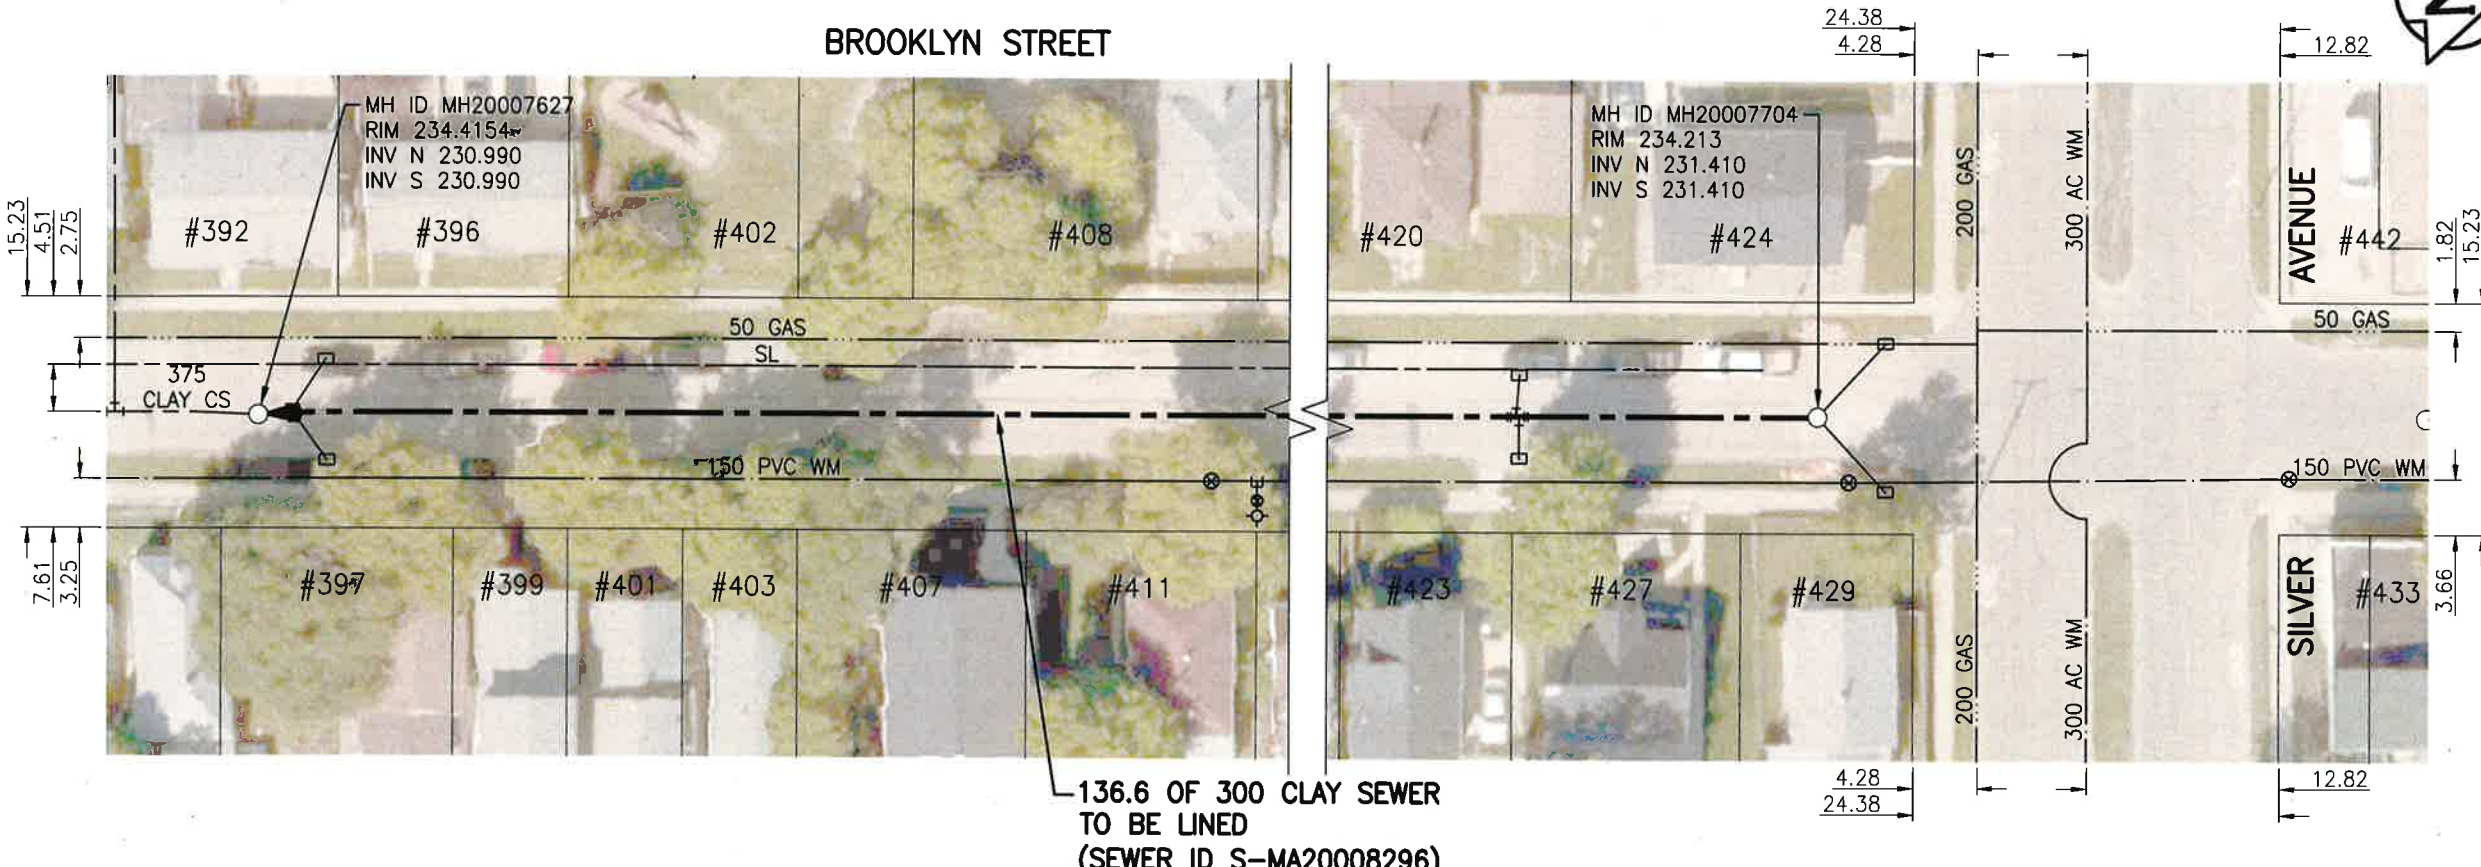 BROOKLYN STREET
24.38
4.28
12.82
MH ID MH20007627
RIM 234.4154
INV N 230.990
INV S 230.990
MH ID MH20007704
RIM 234.213
INV N 231.410
INV S 231.410
15.23
4.51
2.75
#392
#396
#402
#408
#420
#424
200 GAS
300 AC WM
AVENUE
#442
1.82
15.23
50 GAS
SL
50 GAS
375
CLAY CS
150 PVC WM
150 PVC WM
7.61
3.25
#397
#399
#401
#403
#407
#411
#423
#427
#429
200 GAS
300 AC WM
SILVER
#433
3.66
136.6 OF 300 CLAY SEWER
TO BE LINED
(SEWER ID S-MA20008296)
4.28
24.38
12.82